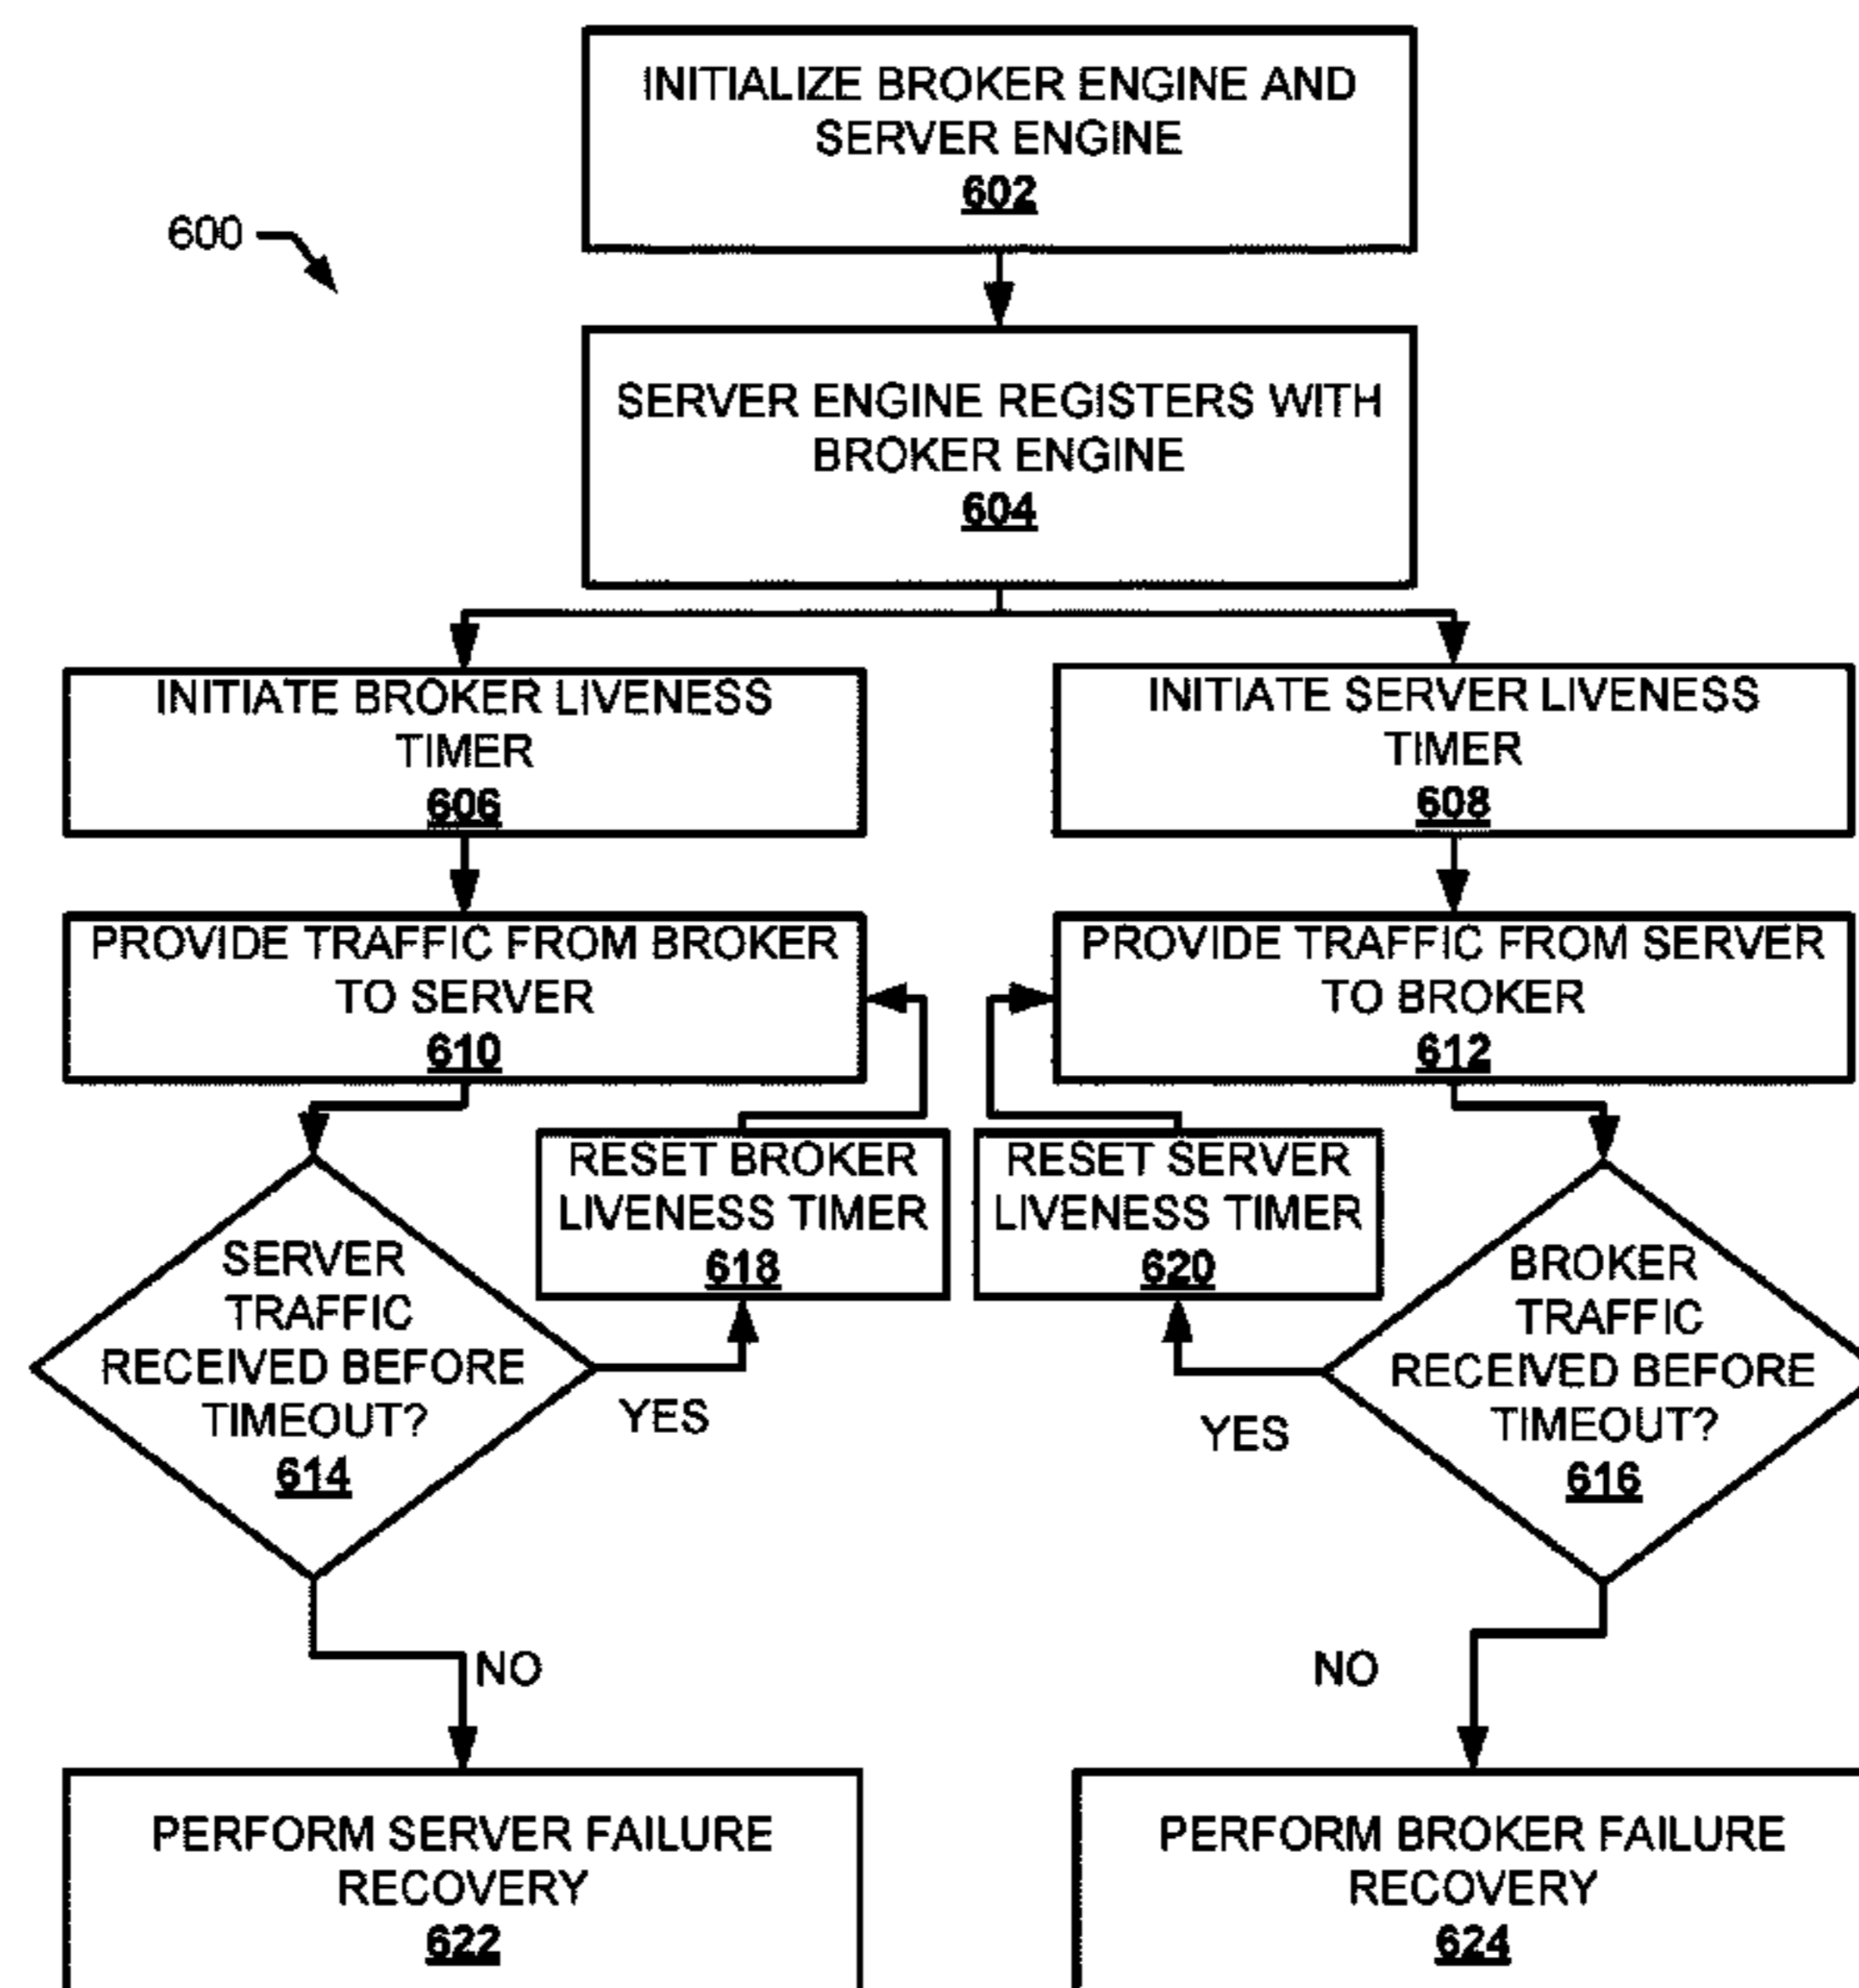 INITIALIZE BROKER ENGINE AND
SERVER ENGINE
602
600
SERVER ENGINE REGISTERS WITH
BROKER ENGINE
604
INITIATE BROKER LIVENESS
TIMER
606
INITIATE SERVER LIVENESS
TIMER
608
PROVIDE TRAFFIC FROM BROKER
TO SERVER
610
PROVIDE TRAFFIC FROM SERVER
TO BROKER
612
RESET BROKER
LIVENESS TIMER
618
RESET SERVER
LIVENESS TIMER
620
SERVER
TRAFFIC
RECEIVED BEFORE
TIMEOUT?
614
YES
BROKER
TRAFFIC
RECEIVED BEFORE
TIMEOUT?
616
YES
NO
NO
PERFORM SERVER FAILURE
RECOVERY
622
PERFORM BROKER FAILURE
RECOVERY
624